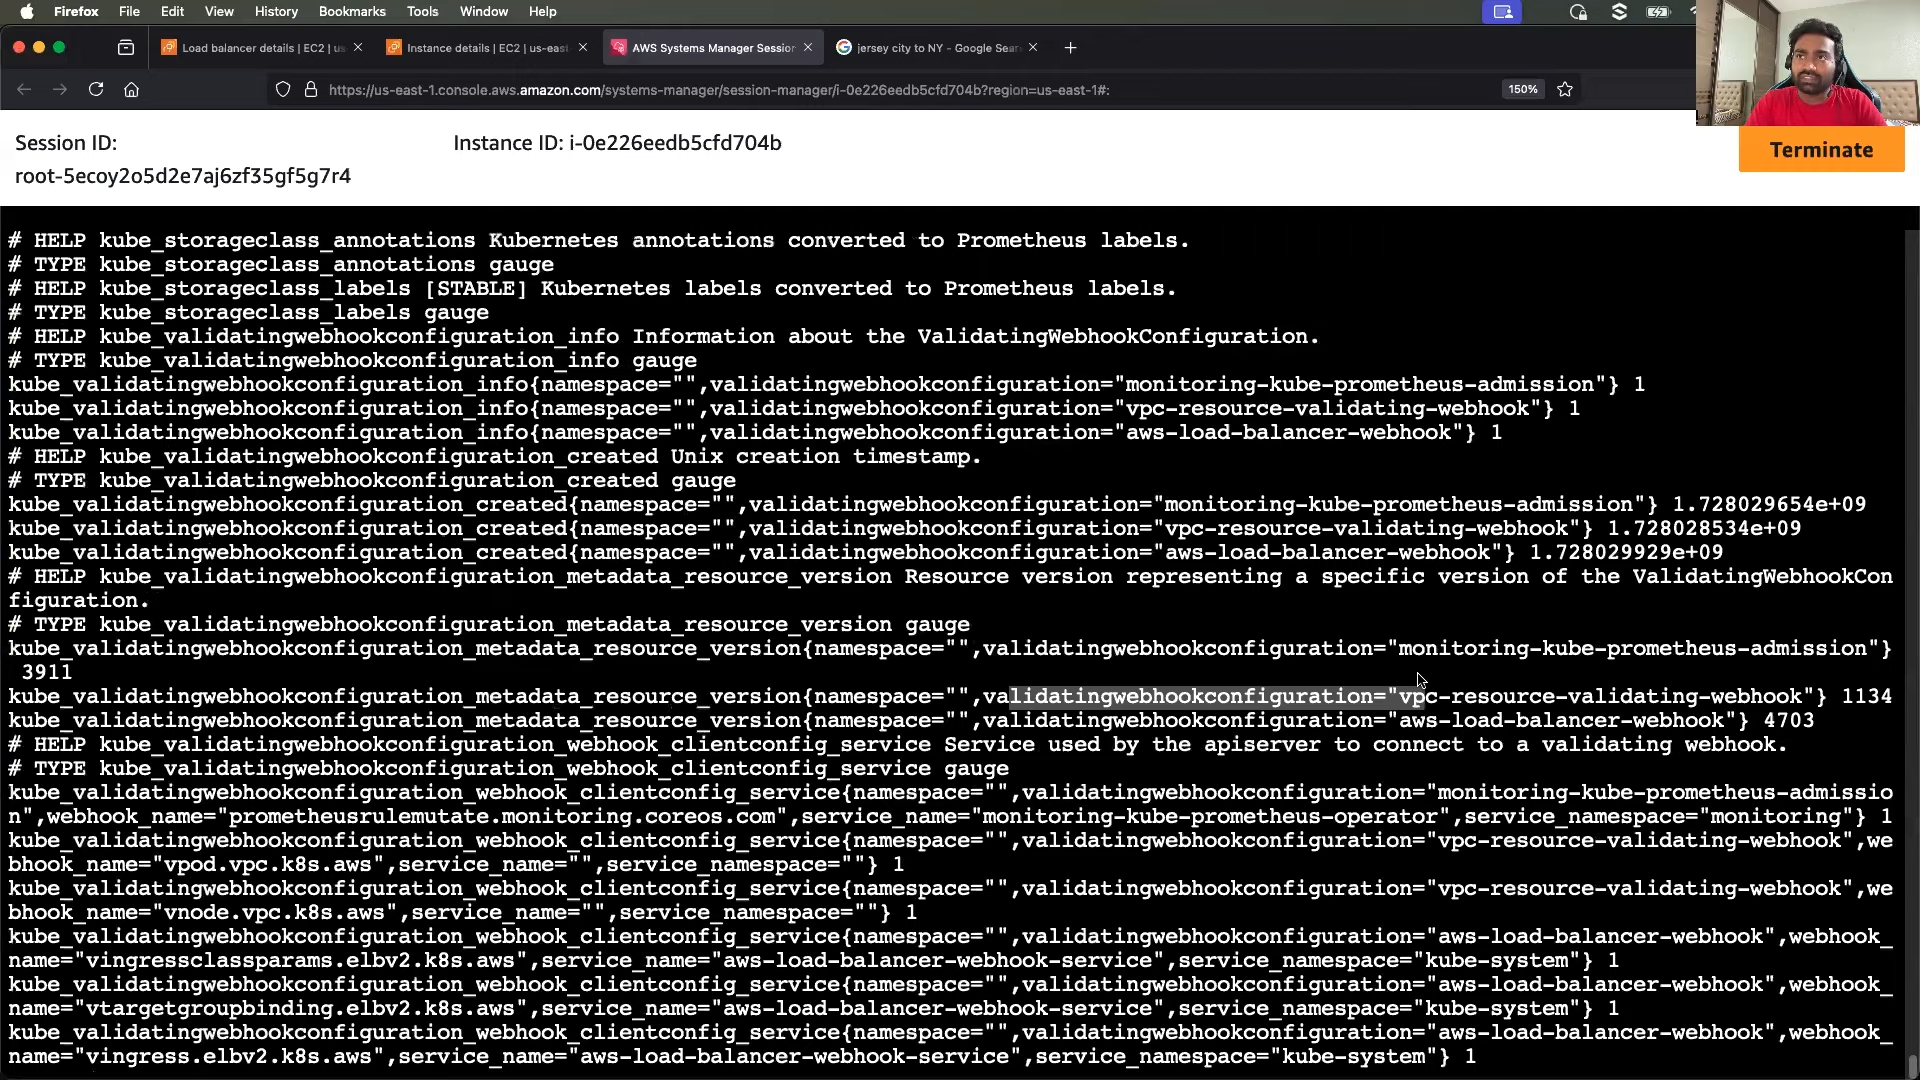 Firefox File Edit View History Bookmarks Tools Window Help
Load balancer details | EC2 | us-
Instance details | EC2 | us-east
AWS Systems Manager Session
jersey city to NY - Google Sear
https://us-east-1.console.aws.amazon.com/systems-manager/session-manager/i-0e226eedb5cfd704b?region=us-east-1#:
150%
Session ID:
root-5ecoy2o5d2e7aj6zf35gf5g7r4
Instance ID: i-0e226eedb5cfd704b
Terminate
# HELP kube_storageclass_annotations Kubernetes annotations converted to Prometheus labels.
# TYPE kube_storageclass_annotations gauge
# HELP kube_storageclass_labels [STABLE] Kubernetes labels converted to Prometheus labels.
# TYPE kube_storageclass_labels gauge
# HELP kube_validatingwebhookconfiguration_info Information about the ValidatingWebhookConfiguration.
# TYPE kube_validatingwebhookconfiguration_info gauge
kube_validatingwebhookconfiguration_info{namespace="",validatingwebhookconfiguration="monitoring-kube-prometheus-admission"} 1
kube_validatingwebhookconfiguration_info{namespace="",validatingwebhookconfiguration="vpc-resource-validating-webhook"} 1
kube_validatingwebhookconfiguration_info{namespace="",validatingwebhookconfiguration="aws-load-balancer-webhook"} 1
# HELP kube_validatingwebhookconfiguration_created Unix creation timestamp.
# TYPE kube_validatingwebhookconfiguration_created gauge
kube_validatingwebhookconfiguration_created{namespace="",validatingwebhookconfiguration="monitoring-kube-prometheus-admission"} 1.728029654e+09
kube_validatingwebhookconfiguration_created{namespace="",validatingwebhookconfiguration="vpc-resource-validating-webhook"} 1.728028534e+09
kube_validatingwebhookconfiguration_created{namespace="",validatingwebhookconfiguration="aws-load-balancer-webhook"} 1.728029929e+09
# HELP kube_validatingwebhookconfiguration_metadata_resource_version Resource version representing a specific version of the ValidatingWebhookCon
figuration.
# TYPE kube_validatingwebhookconfiguration_metadata_resource_version gauge
kube_validatingwebhookconfiguration_metadata_resource_version{namespace="",validatingwebhookconfiguration="monitoring-kube-prometheus-admission"}
3911
kube_validatingwebhookconfiguration_metadata_resource_version{namespace="",validatingwebhookconfiguration="vpc-resource-validating-webhook"} 1134
kube_validatingwebhookconfiguration_metadata_resource_version{namespace="",validatingwebhookconfiguration="aws-load-balancer-webhook"} 4703
# HELP kube_validatingwebhookconfiguration_webhook_clientconfig_service Service used by the apiserver to connect to a validating webhook.
# TYPE kube_validatingwebhookconfiguration_webhook_clientconfig_service gauge
kube_validatingwebhookconfiguration_webhook_clientconfig_service{namespace="",validatingwebhookconfiguration="monitoring-kube-prometheus-admissio
n",webhook_name="prometheusrulemutate.monitoring.coreos.com",service_name="monitoring-kube-prometheus-operator",service_namespace="monitoring"} 1
kube_validatingwebhookconfiguration_webhook_clientconfig_service{namespace="",validatingwebhookconfiguration="vpc-resource-validating-webhook",we
bhook_name="vpod.vpc.k8s.aws",service_name="",service_namespace=""} 1
kube_validatingwebhookconfiguration_webhook_clientconfig_service{namespace="",validatingwebhookconfiguration="vpc-resource-validating-webhook",we
bhook_name="vnode.vpc.k8s.aws",service_name="",service_namespace=""} 1
kube_validatingwebhookconfiguration_webhook_clientconfig_service{namespace="",validatingwebhookconfiguration="aws-load-balancer-webhook",webhook_
name="vingressclassparams.elbv2.k8s.aws",service_name="aws-load-balancer-webhook-service",service_namespace="kube-system"} 1
kube_validatingwebhookconfiguration_webhook_clientconfig_service{namespace="",validatingwebhookconfiguration="aws-load-balancer-webhook",webhook_
name="vtargetgroupbinding.elbv2.k8s.aws",service_name="aws-load-balancer-webhook-service",service_namespace="kube-system"} 1
kube_validatingwebhookconfiguration_webhook_clientconfig_service{namespace="",validatingwebhookconfiguration="aws-load-balancer-webhook",webhook_
name="vingress.elbv2.k8s.aws",service_name="aws-load-balancer-webhook-service",service_namespace="kube-system"} 1